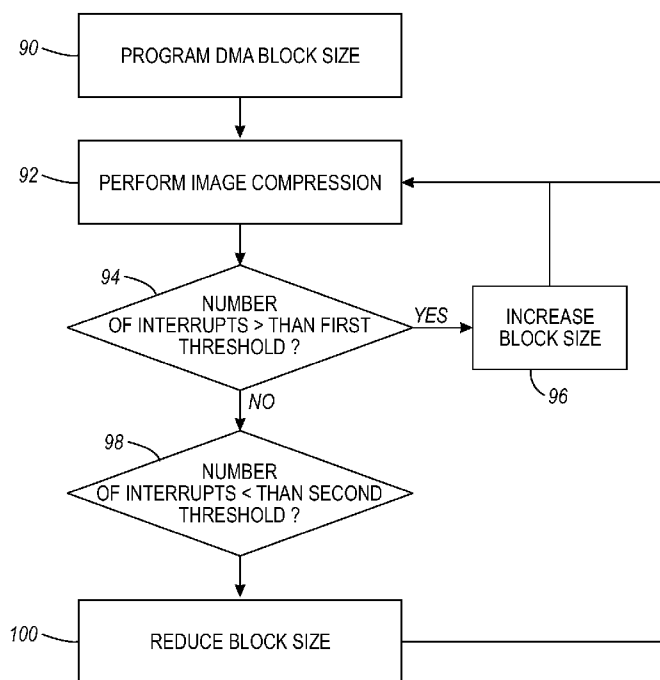 90
PROGRAM DMA BLOCK SIZE
92
PERFORM IMAGE COMPRESSION
94
NUMBER
OF INTERRUPTS > THAN FIRST
THRESHOLD ?
YES
INCREASE
BLOCK SIZE
96
NO
98
NUMBER
OF INTERRUPTS < THAN SECOND
THRESHOLD ?
100
REDUCE BLOCK SIZE